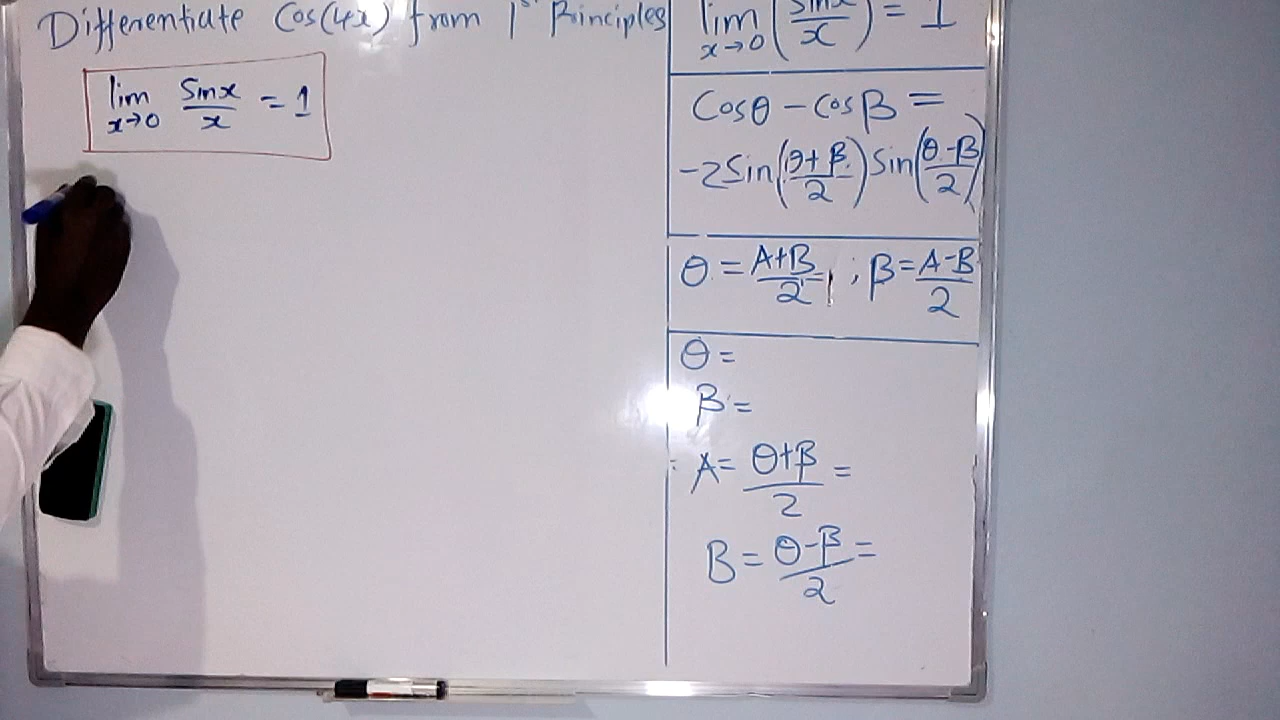 Differentiate Cos(4x) from 1st Principles
lim x→0 Sinx/x = 1
lim x→0 (Sinx/x) = 1
Cosθ – Cosβ =
-2Sin(θ+β/2) Sin(θ-β/2)
θ = A+B/2 ; β = A-B/2
θ =
β =
A = θ+β/2 =
B = θ-β/2 =